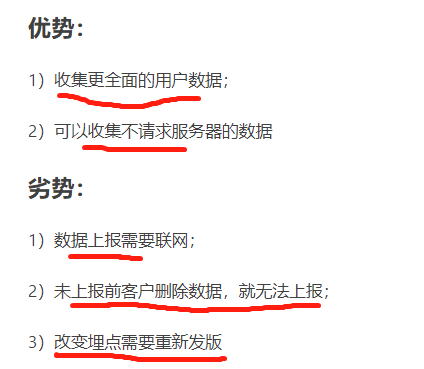 优势：
1）收集更全面的用户数据；
2）可以收集不请求服务器的数据
劣势：
1）数据上报需要联网；
2）未上报前客户删除数据，就无法上报；
3）改变埋点需要重新发版